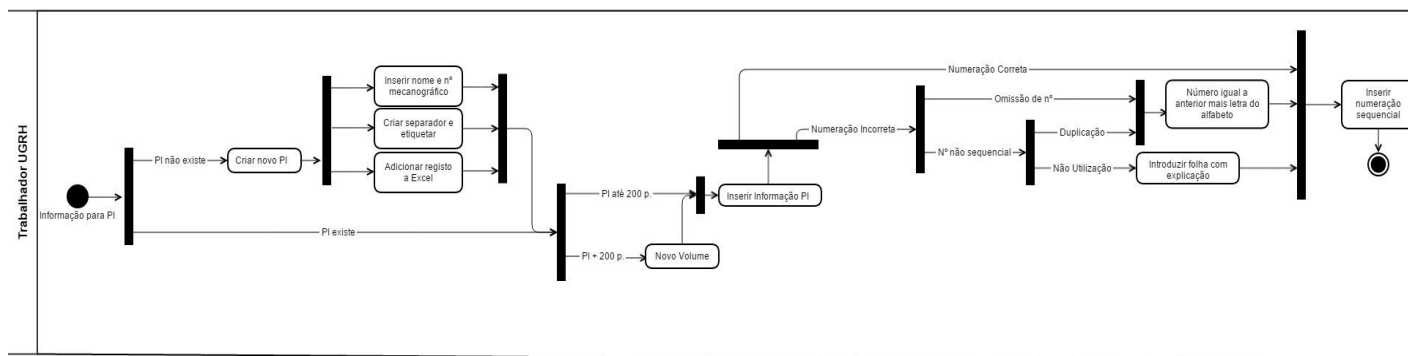 Trabalhador UGRH
Informação para PI
PI não existe
Criar novo PI
Inserir nome e nº
mecanográfico
Criar separador e
etiquetar
Adicionar registo
a Excel
PI existe
PI até 200 p.
PI + 200 p.
Novo Volume
Inserir Informação PI
Numeração Correta
Numeração Incorreta
Omissão de nº
Nº não sequencial
Duplicação
Não Utilização
Número igual a
anterior mais letra do
alfabeto
Introduzir folha com
explicação
Inserir
numeração
sequencial